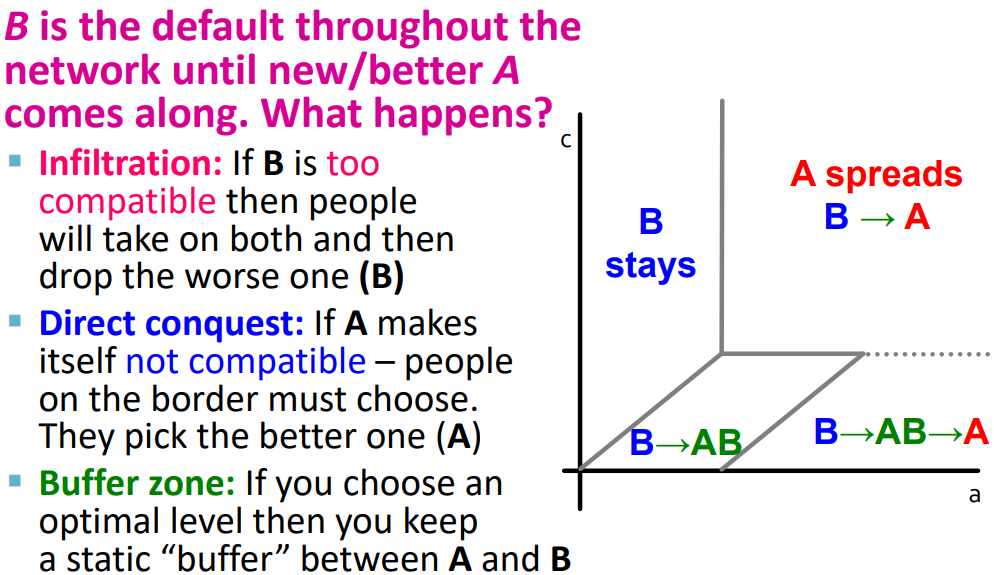 B is the default throughout the
network until new/better A
comes along. What happens?
▪ Infiltration: If B is too
compatible then people
will take on both and then
drop the worse one (B)
▪ Direct conquest: If A makes
itself not compatible – people
on the border must choose.
They pick the better one (A)
▪ Buffer zone: If you choose an
optimal level then you keep
a static “buffer” between A and B
c
B
stays
A spreads
B → A
B→AB
B→AB→A
a